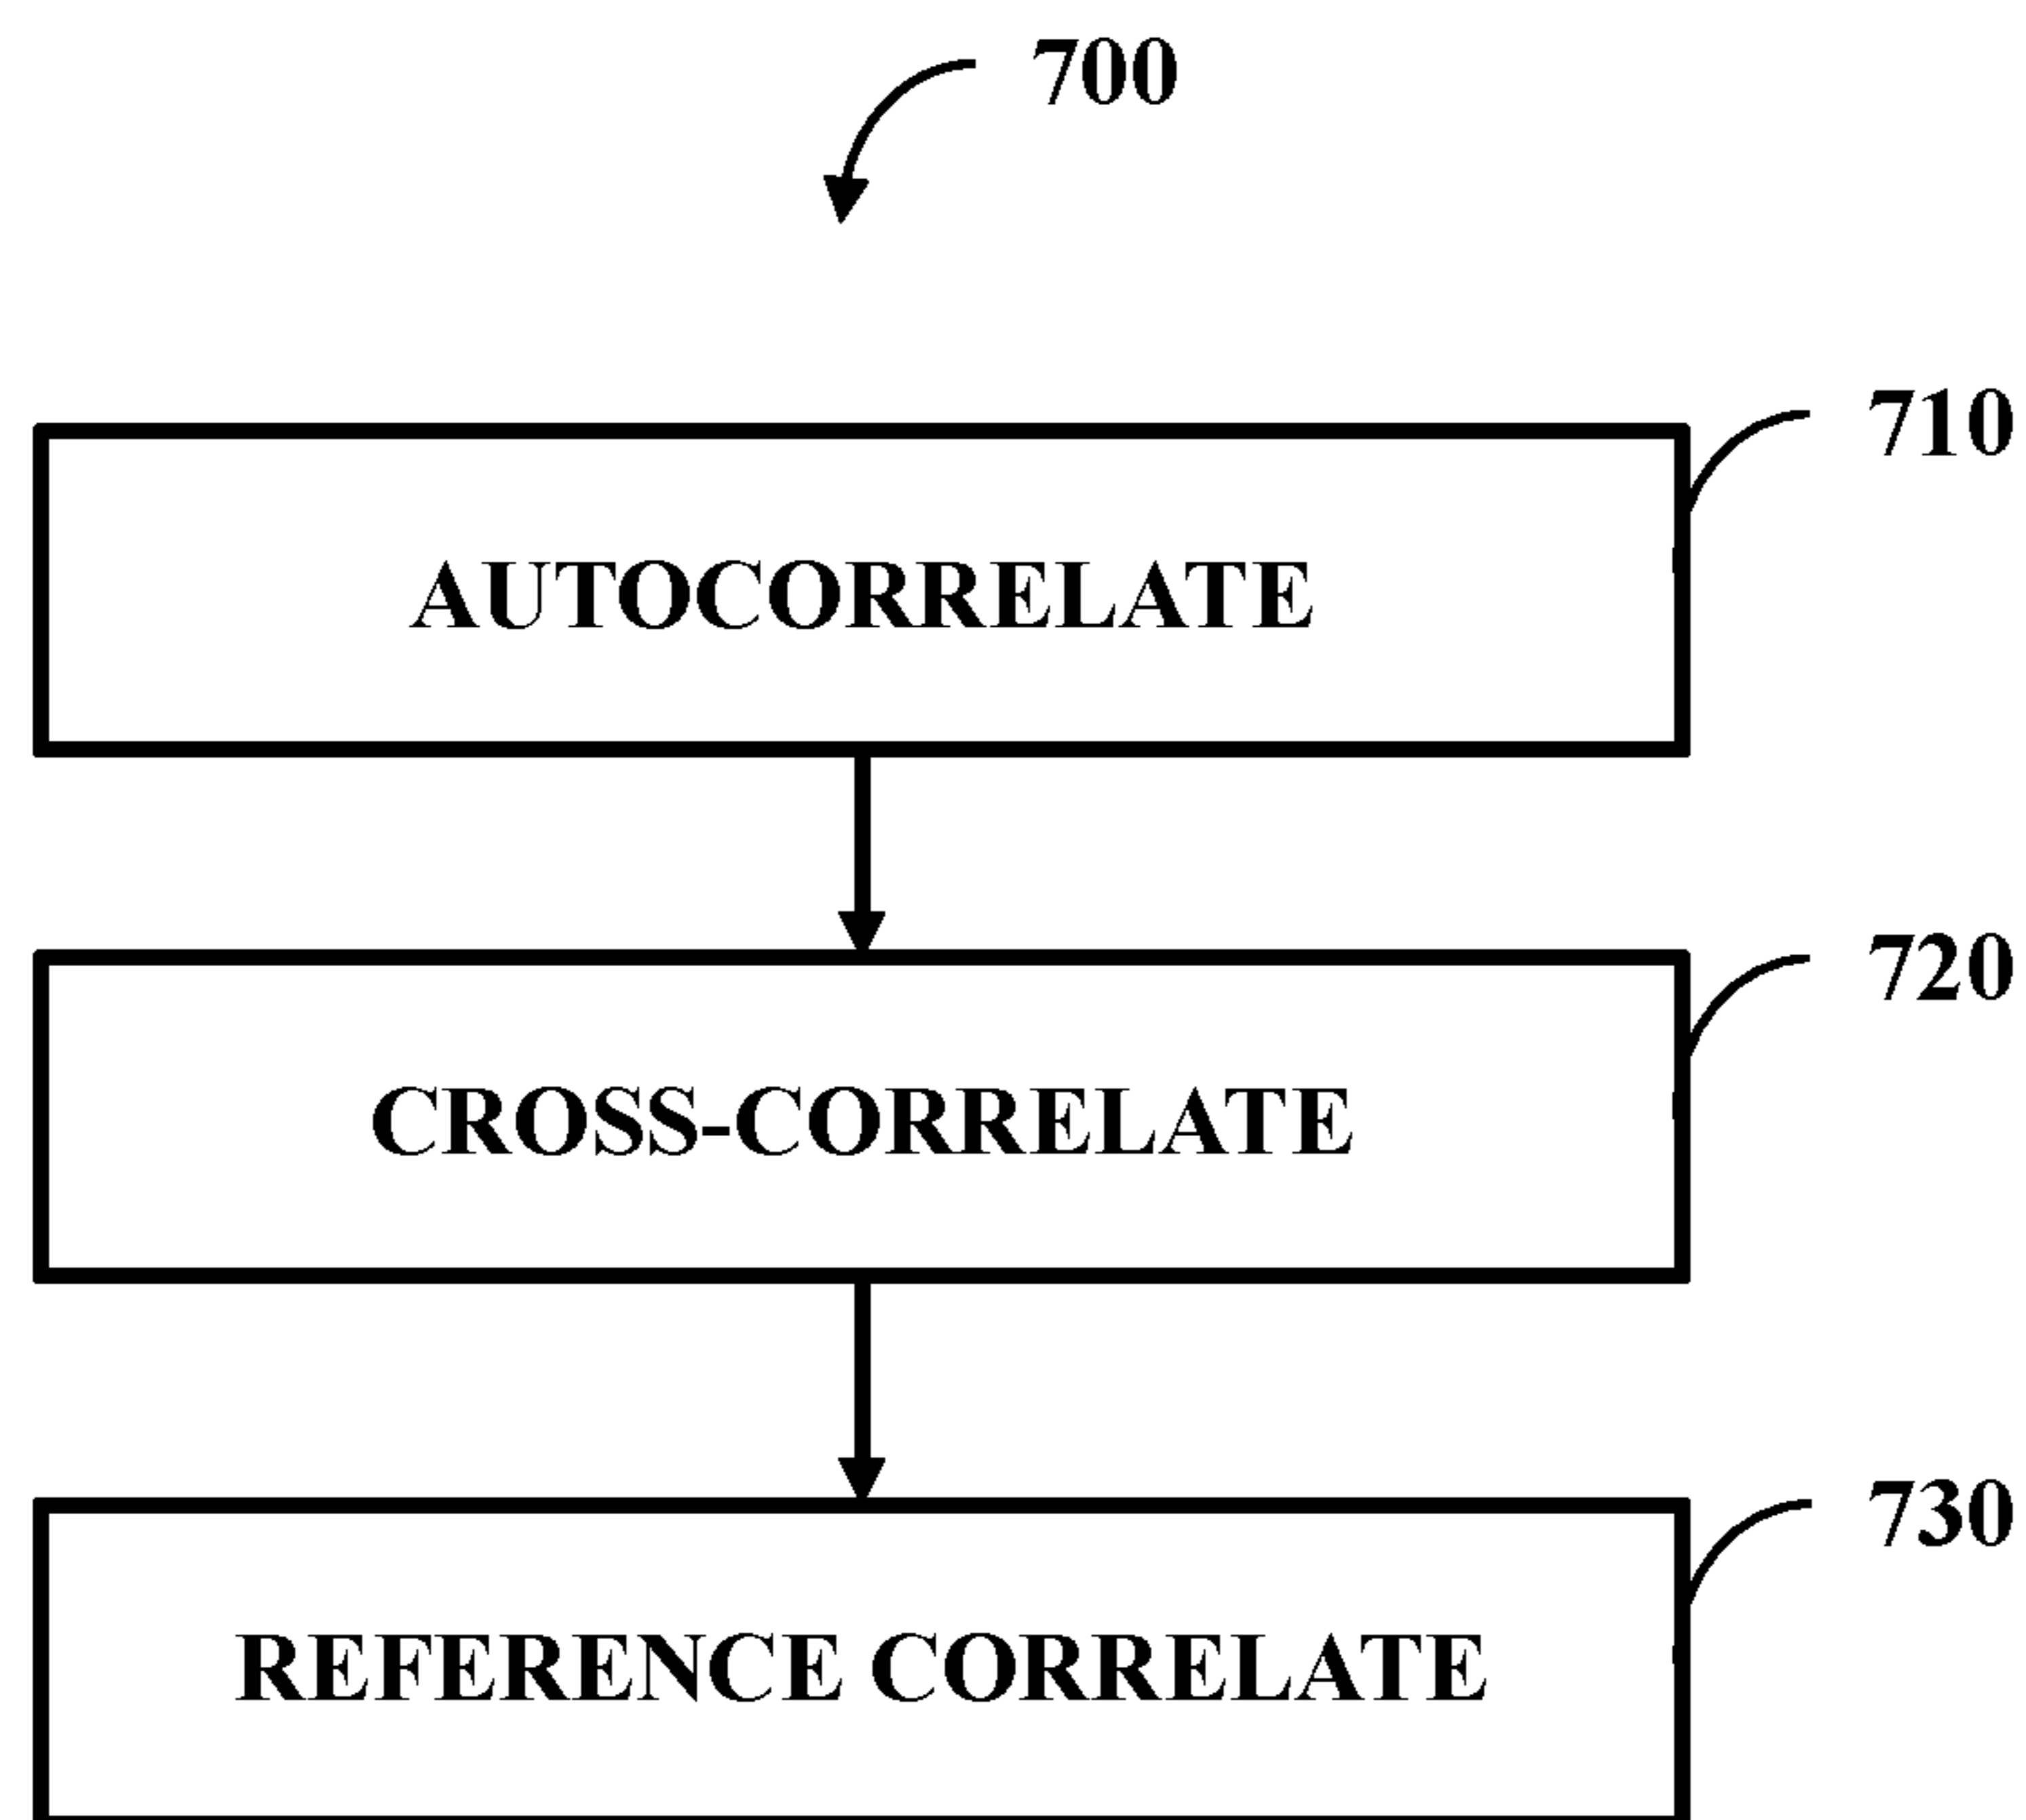 700
710
AUTOCORRELATE
720
CROSS-CORRELATE
730
REFERENCE CORRELATE